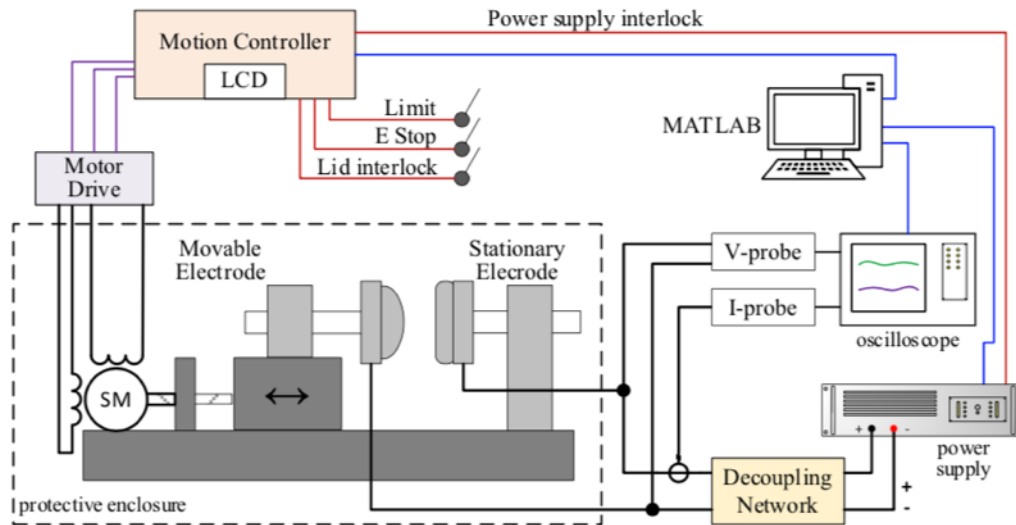 Power supply interlock
Motion Controller
LCD
Limit
E Stop
Lid interlock
MATLAB
Motor
Drive
Movable
Electrode
Stationary
Elecrode
V-probe
I-probe
oscilloscope
SM
+ -
power
supply
Decoupling
Network
+
-
protective enclosure